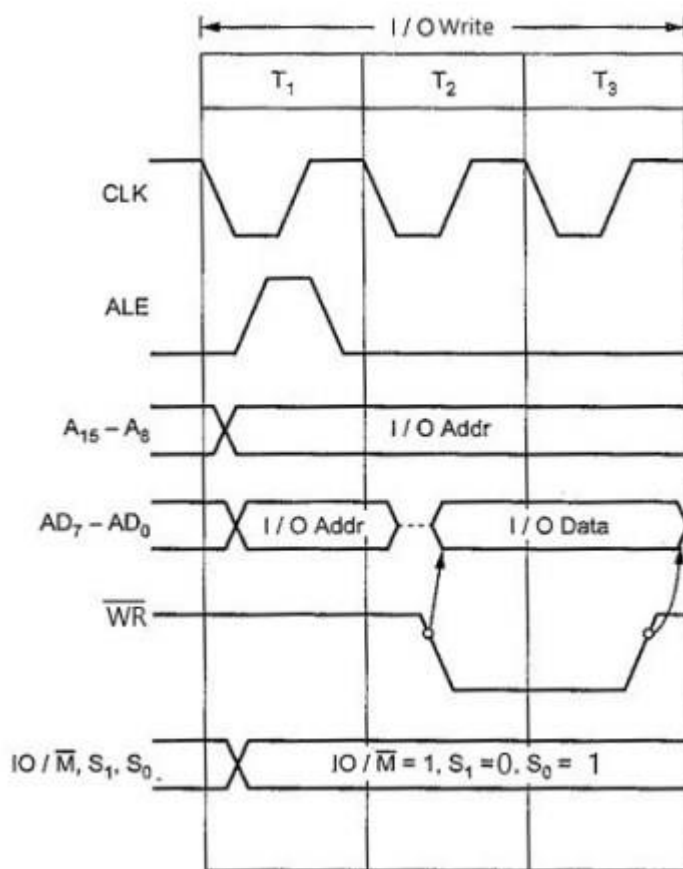 I / O Write
T₁ T₂ T₃
CLK
ALE
A₁₅ – A₈ I / O Addr
AD₇ – AD₀ I / O Addr I / O Data
W̅R̅
IO / M̅, S₁, S₀ IO / M̅ = 1, S₁ = 0, S₀ = 1